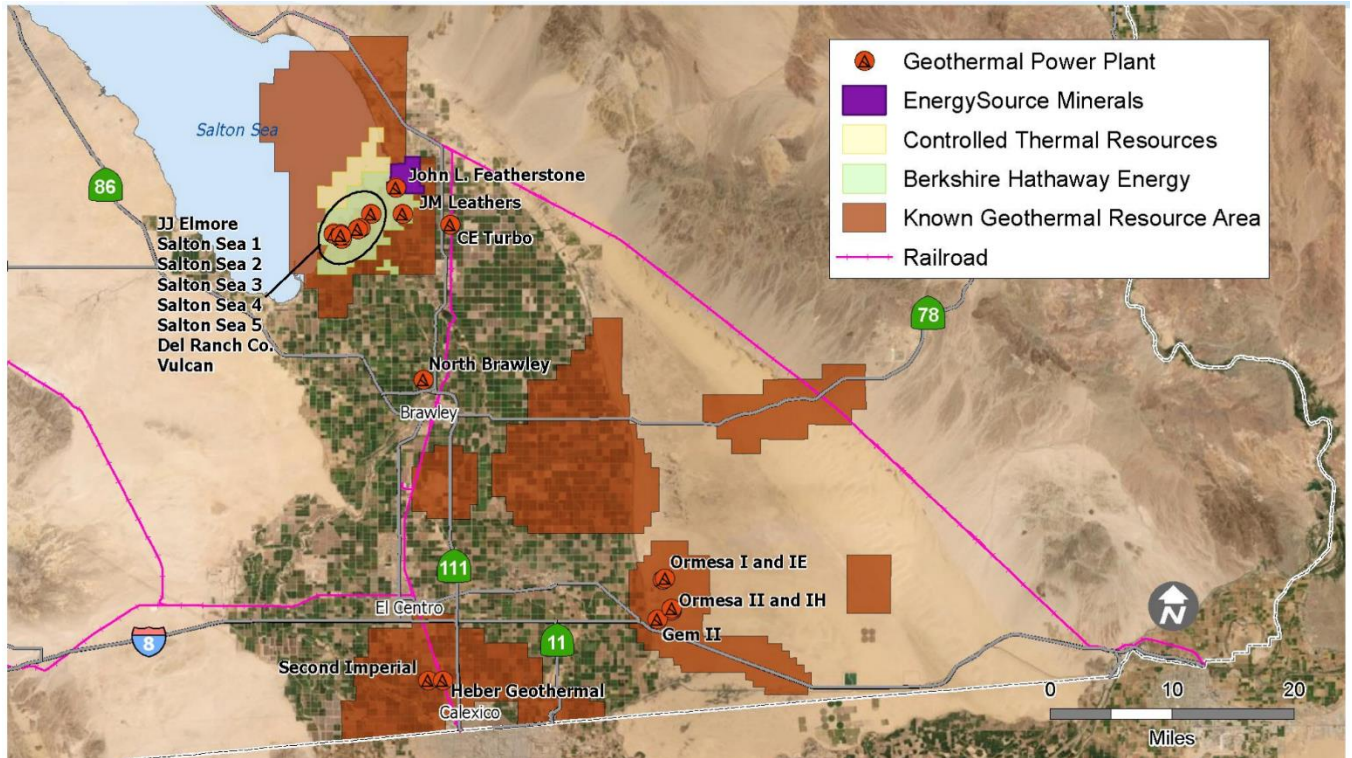 Geothermal Power Plant
EnergySource Minerals
Controlled Thermal Resources
Berkshire Hathaway Energy
Known Geothermal Resource Area
Railroad
Salton Sea
86
John L. Featherstone
JM Leathers
CE Turbo
JJ Elmore
Salton Sea 1
Salton Sea 2
Salton Sea 3
Salton Sea 4
Salton Sea 5
Del Ranch Co.
Vulcan
78
North Brawley
Brawley
111
Ormesa I and IE
El Centro
Ormesa II and IH
8
11
Gem II
Second Imperial
Heber Geothermal
Calexico
N
0 10 20
Miles